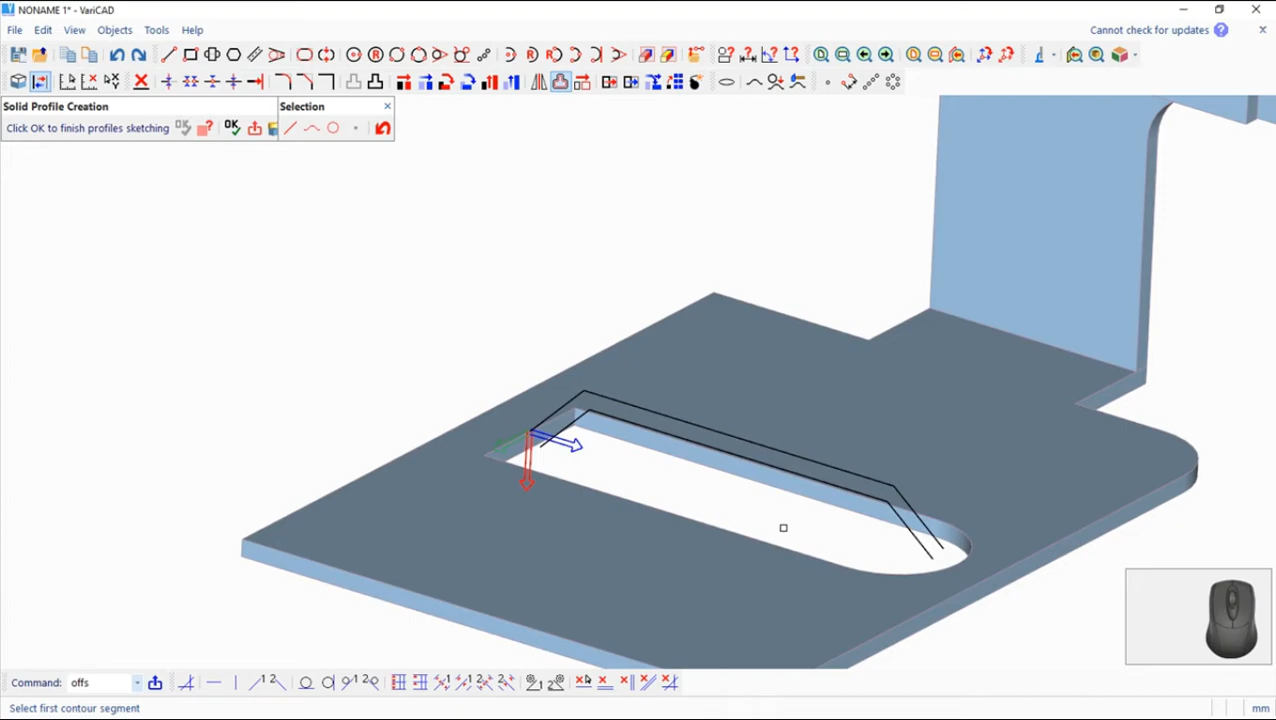 NONAME 1* - VariCAD
File Edit View Objects Tools Help Cannot check for updates ?
Solid Profile Creation Selection
Click OK to finish profiles sketching OK
Command: offs
Select first contour segment mm